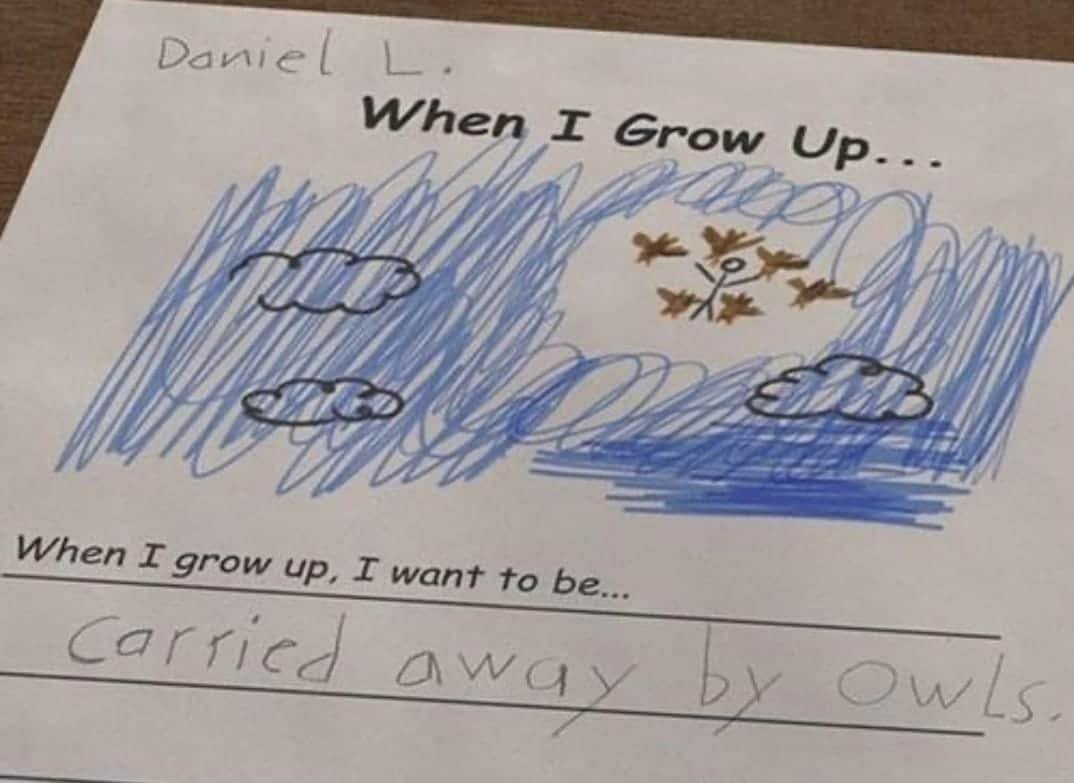 Daniel L.
When I Grow Up...
When I grow up, I want to be...
carried away by owls.